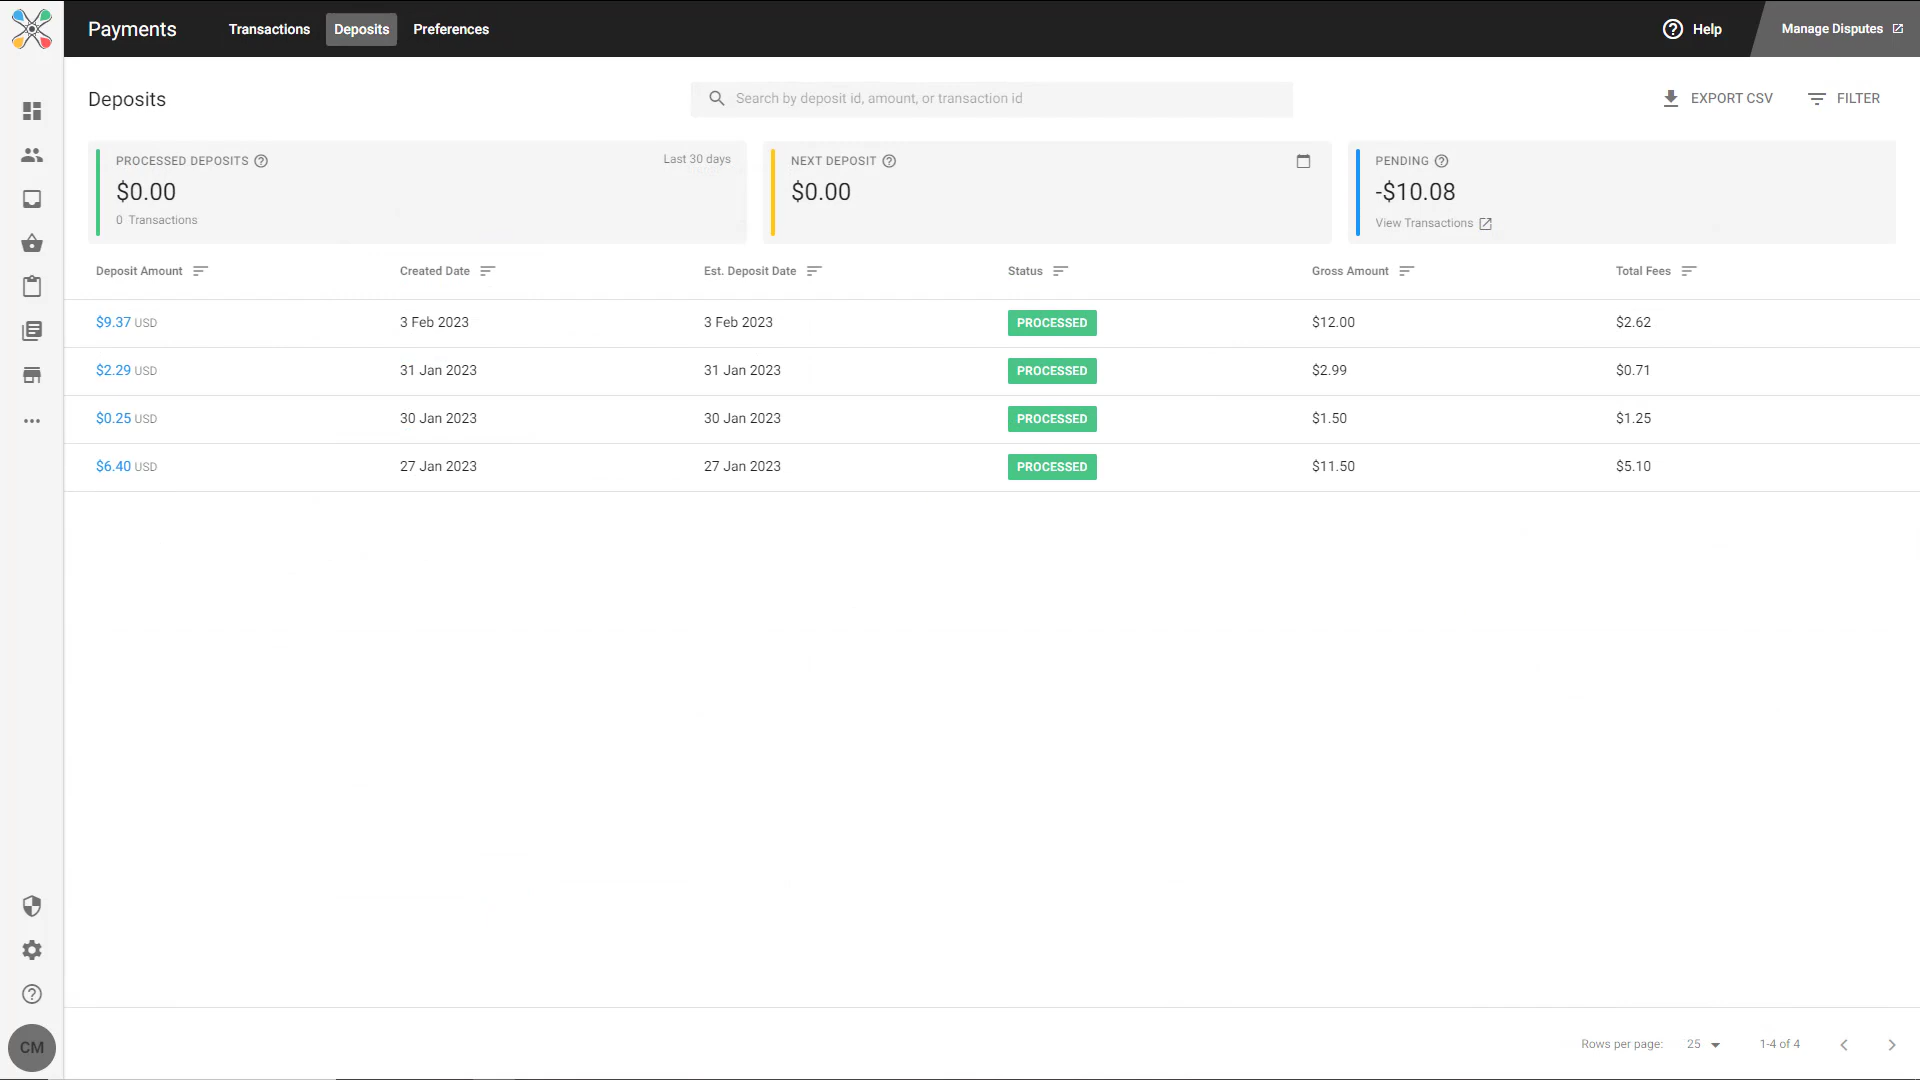 Payments
Transactions
Deposits
Preferences
Help
Manage Disputes
Deposits
Search by deposit id, amount, or transaction id
EXPORT CSV
FILTER
PROCESSED DEPOSITS
Last 30 days
$0.00
0 Transactions
NEXT DEPOSIT
$0.00
PENDING
-$10.08
View Transactions
Deposit Amount Created Date Est. Deposit Date Status Gross Amount Total Fees
$9.37 USD 3 Feb 2023 3 Feb 2023 PROCESSED $12.00 $2.62
$2.29 USD 31 Jan 2023 31 Jan 2023 PROCESSED $2.99 $0.71
$0.25 USD 30 Jan 2023 30 Jan 2023 PROCESSED $1.50 $1.25
$6.40 USD 27 Jan 2023 27 Jan 2023 PROCESSED $11.50 $5.10
CM
Rows per page: 25 1-4 of 4